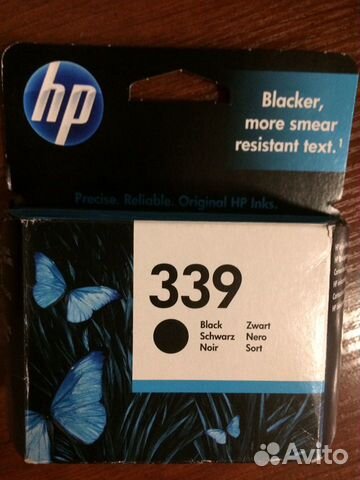 hp
Blacker,
more smear
resistant text.1
Precise. Reliable. Original HP Inks.
339
Black Zwart
Schwarz Nero
Noir Sort
Avito